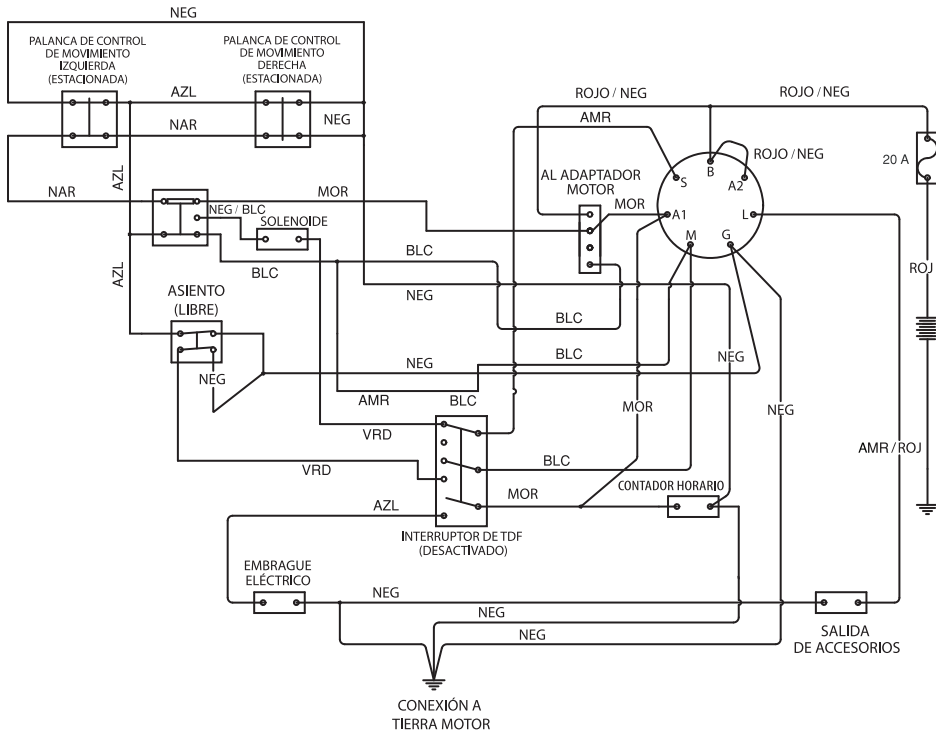 NEG
PALANCA DE CONTROL
DE MOVIMIENTO
IZQUIERDA
(ESTACIONADA)
PALANCA DE CONTROL
DE MOVIMIENTO
DERECHA
(ESTACIONADA)
AZL
NEG
NAR
ROJO / NEG
ROJO / NEG
AMR
20 A
B
ROJO / NEG
S
A2
AL ADAPTADOR
MOTOR
AZL
NAR
MOR
MOR
A1
L
NEG / BLC
SOLENOIDE
M
G
BLC
BLC
AZL
ROJ
ASIENTO
(LIBRE)
NEG
BLC
BLC
NEG
NEG
NEG
AMR
BLC
MOR
NEG
VRD
AMR / ROJ
VRD
BLC
AZL
MOR
CONTADOR HORARIO
INTERRUPTOR DE TDF
(DESACTIVADO)
EMBRAGUE
ELÉCTRICO
NEG
NEG
NEG
SALIDA
DE ACCESORIOS
CONEXIÓN A
TIERRA MOTOR